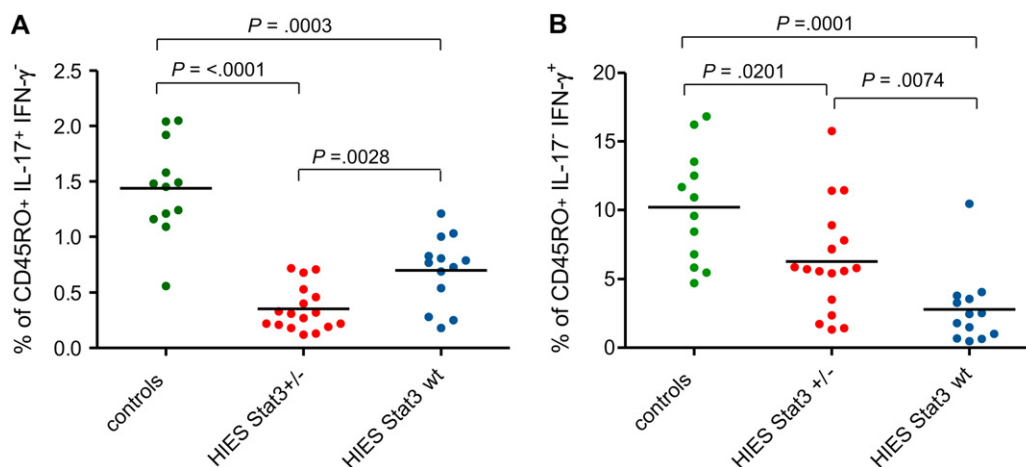 A
P = .0003
P = <.0001
P =.0028
% of CD45RO+ IL-17⁺ IFN-γ⁻
2.5
2.0
1.5
1.0
0.5
0.0
controls
HIES Stat3+/-
HIES Stat3 wt
B
P = .0001
P = .0201
P = .0074
% of CD45RO+ IL-17⁻ IFN-γ⁺
20
15
10
5
0
controls
HIES Stat3 +/-
HIES Stat3 wt